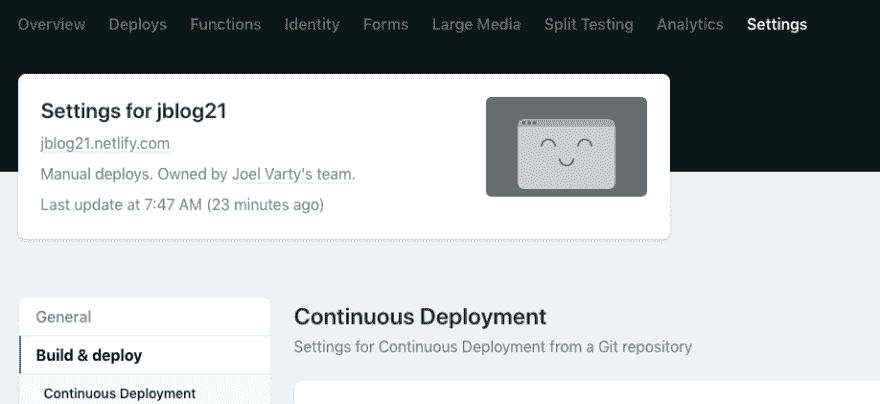 Overview Deploys Functions Identity Forms Large Media Split Testing Analytics Settings
Settings for jblog21
jblog21.netlify.com
Manual deploys. Owned by Joel Varty's team.
Last update at 7:47 AM (23 minutes ago)
General
Build & deploy
Continuous Deployment
Continuous Deployment
Settings for Continuous Deployment from a Git repository